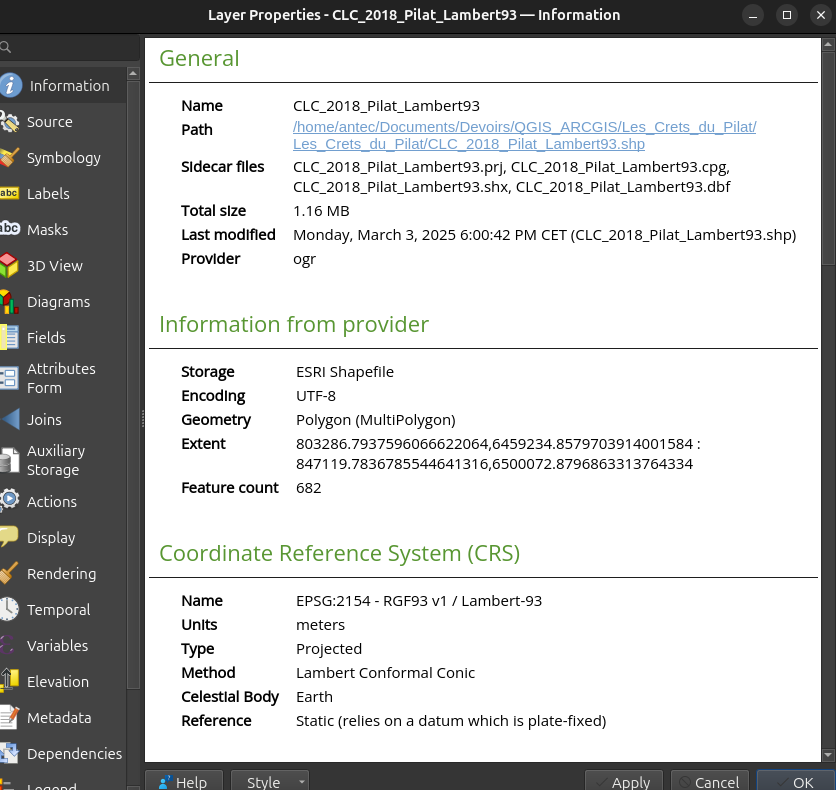 Layer Properties - CLC_2018_Pilat_Lambert93 — Information
Information
Source
Symbology
abc Labels
abc Masks
3D View
Diagrams
Fields
Attributes
Form
Joins
Auxiliary
Storage
Actions
Display
Rendering
Temporal
Variables
Elevation
Metadata
Dependencies
Legend
General
Name CLC_2018_Pilat_Lambert93
Path /home/antec/Documents/Devoirs/QGIS_ARCGIS/Les_Crets_du_Pilat/
Les_Crets_du_Pilat/CLC_2018_Pilat_Lambert93.shp
Sidecar files CLC_2018_Pilat_Lambert93.prj, CLC_2018_Pilat_Lambert93.cpg,
CLC_2018_Pilat_Lambert93.shx, CLC_2018_Pilat_Lambert93.dbf
Total size 1.16 MB
Last modified Monday, March 3, 2025 6:00:42 PM CET (CLC_2018_Pilat_Lambert93.shp)
Provider ogr
Information from provider
Storage ESRI Shapefile
Encoding UTF-8
Geometry Polygon (MultiPolygon)
Extent 803286.7937596066622064,6459234.8579703914001584 :
847119.7836785544641316,6500072.8796863313764334
Feature count 682
Coordinate Reference System (CRS)
Name EPSG:2154 - RGF93 v1 / Lambert-93
Units meters
Type Projected
Method Lambert Conformal Conic
Celestial Body Earth
Reference Static (relies on a datum which is plate-fixed)
Help Style Apply Cancel OK